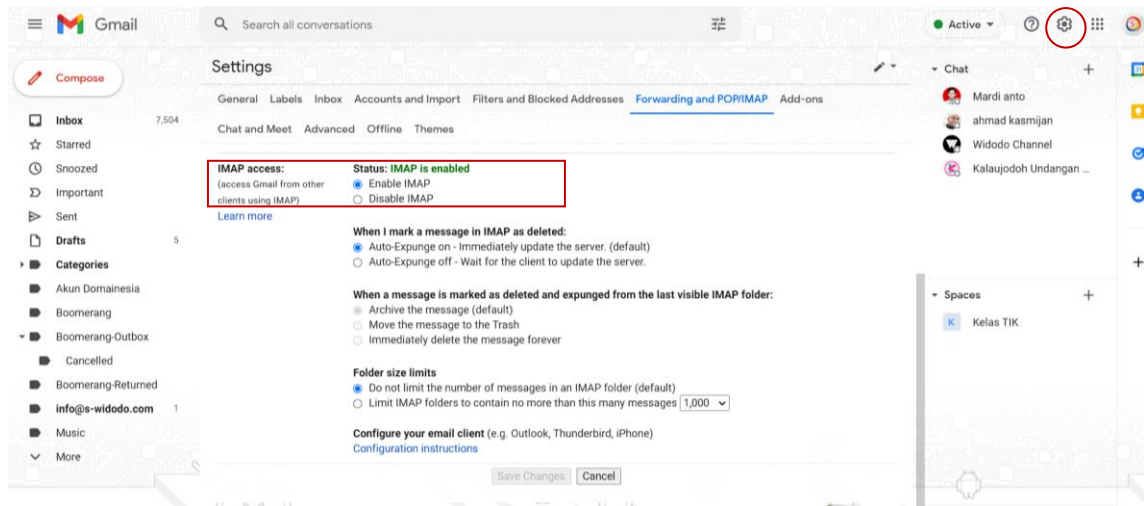 Gmail
Search all conversations
Active
Compose
Inbox 7,504
Starred
Snoozed
Important
Sent
Drafts 5
Categories
Akun Domainesia
Boomerang
Boomerang-Outbox
Cancelled
Boomerang-Returned
info@s-widodo.com 1
Music
More
Settings
General Labels Inbox Accounts and Import Filters and Blocked Addresses Forwarding and POP/IMAP Add-ons
Chat and Meet Advanced Offline Themes
IMAP access: Status: IMAP is enabled
(access Gmail from other Enable IMAP
clients using IMAP) Disable IMAP
Learn more
When I mark a message in IMAP as deleted:
Auto-Expunge on - Immediately update the server. (default)
Auto-Expunge off - Wait for the client to update the server.
When a message is marked as deleted and expunged from the last visible IMAP folder:
Archive the message (default)
Move the message to the Trash
Immediately delete the message forever
Folder size limits
Do not limit the number of messages in an IMAP folder (default)
Limit IMAP folders to contain no more than this many messages 1,000
Configure your email client (e.g. Outlook, Thunderbird, iPhone)
Configuration instructions
Save Changes Cancel
Chat
Mardi anto
ahmad kasmijan
Widodo Channel
Kalaujodoh Undangan ...
Spaces
K Kelas TIK